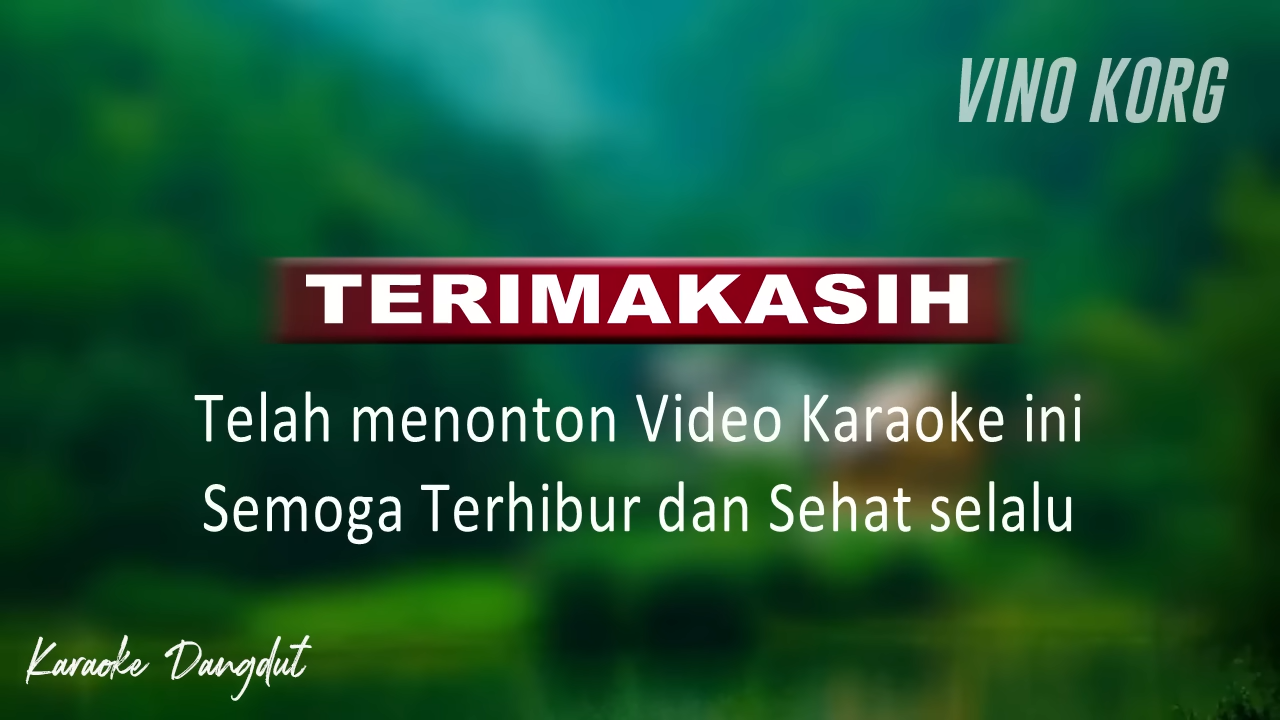 VINO KORG
TERIMAKASIH
Telah menonton Video Karaoke ini
Semoga Terhibur dan Sehat selalu
Karaoke Dangdut